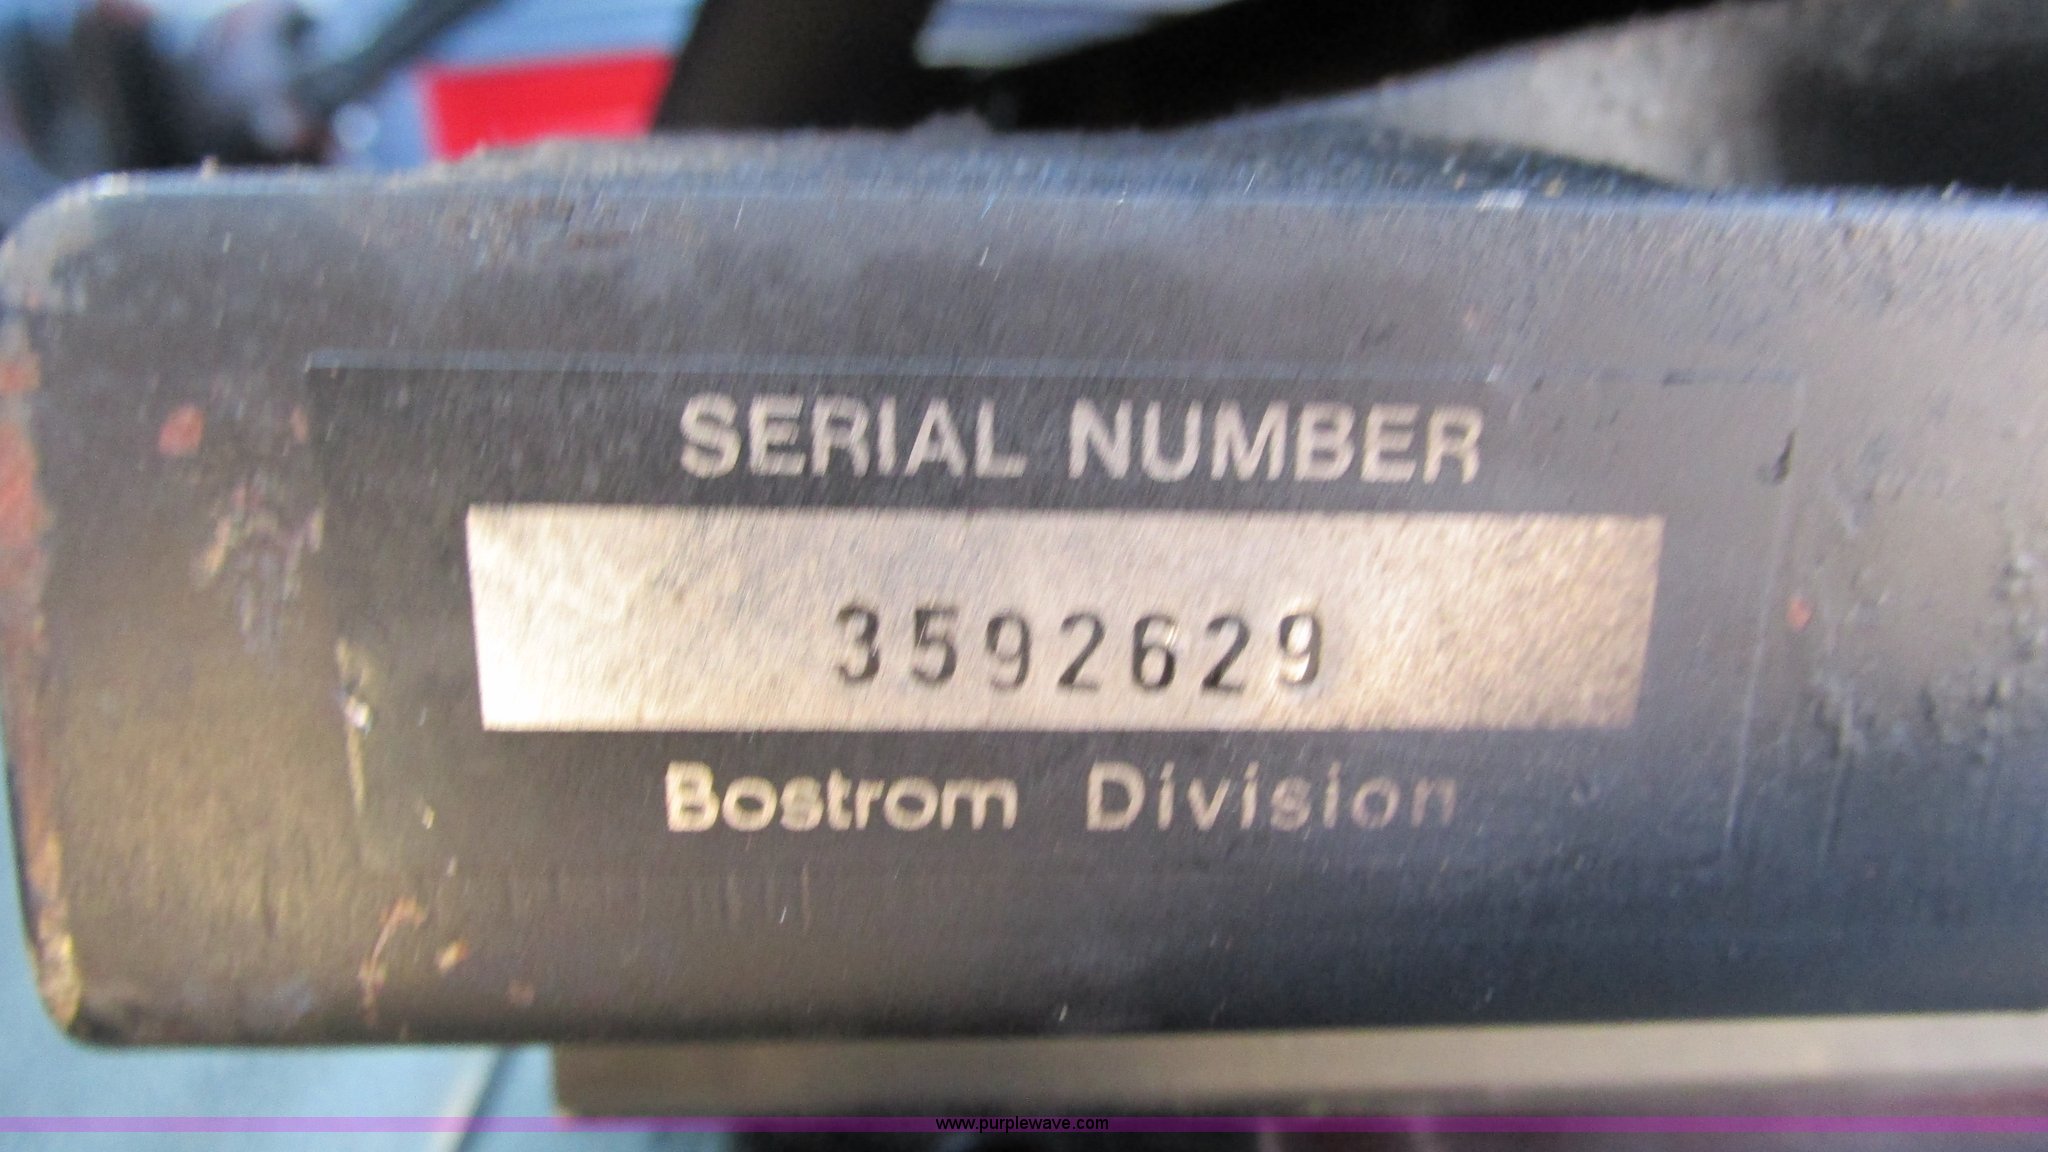 SERIAL NUMBER
3592629
Bostrom Division
www.purplewave.com